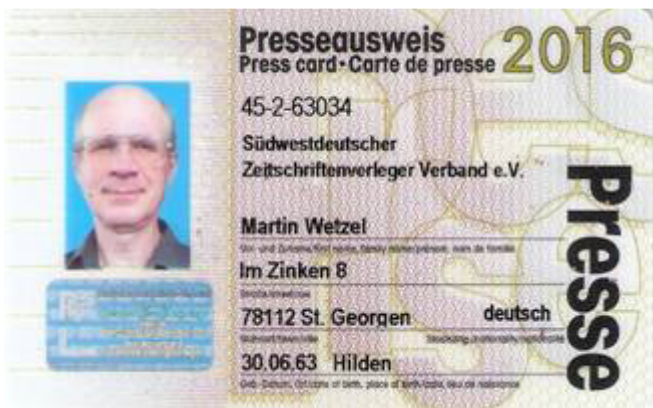 Presseausweis 2016
Press card · Carte de presse
45-2-63034
Südwestdeutscher
Zeitschriftenverleger Verband e.V.
Presse
Martin Wetzel
Im Zinken 8
78112 St. Georgen deutsch
30.06.63 Hilden